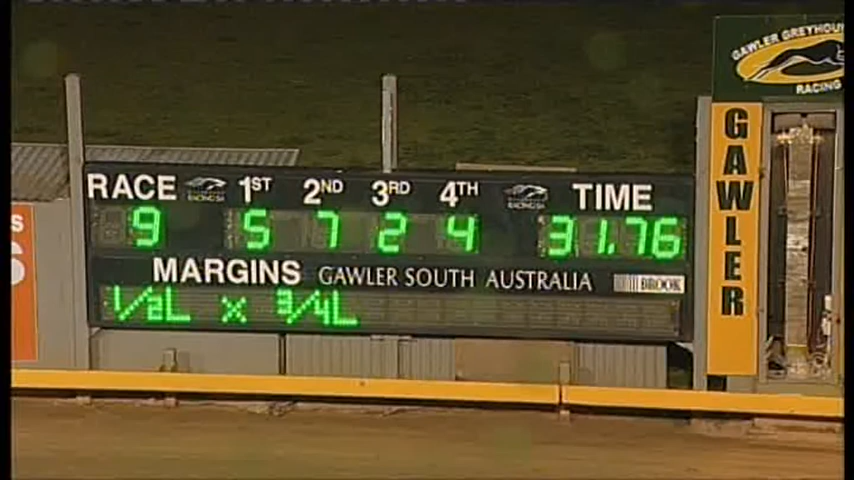 GAWLER GREYHOUND
RACING
RACE 1ST 2ND 3RD 4TH TIME
9 5 7 2 4 31.76
MARGINS GAWLER SOUTH AUSTRALIA BROOK
1/2L X 3/4L
GAWLER
S